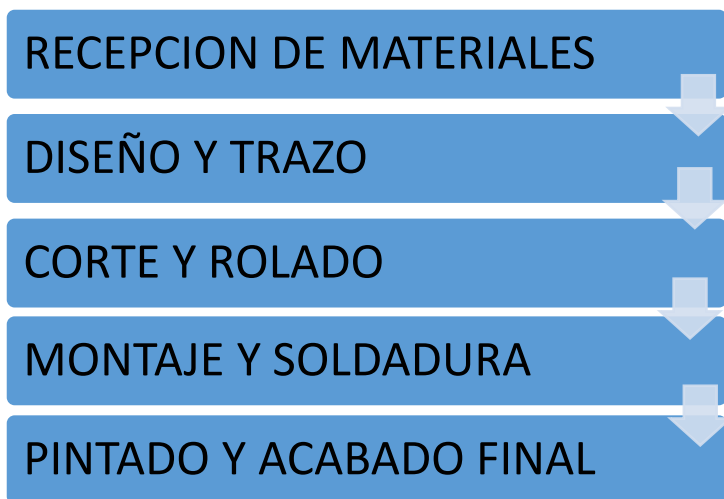 RECEPCION DE MATERIALES
DISEÑO Y TRAZO
CORTE Y ROLADO
MONTAJE Y SOLDADURA
PINTADO Y ACABADO FINAL